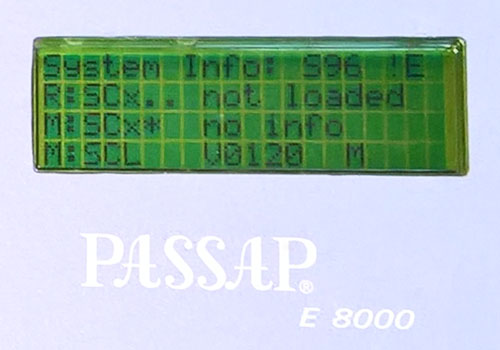 System Info: S96 'E
R:SCx.. not loaded
M:SCx* no info
M:SCL V0120 M
PASSAP®
E 8000